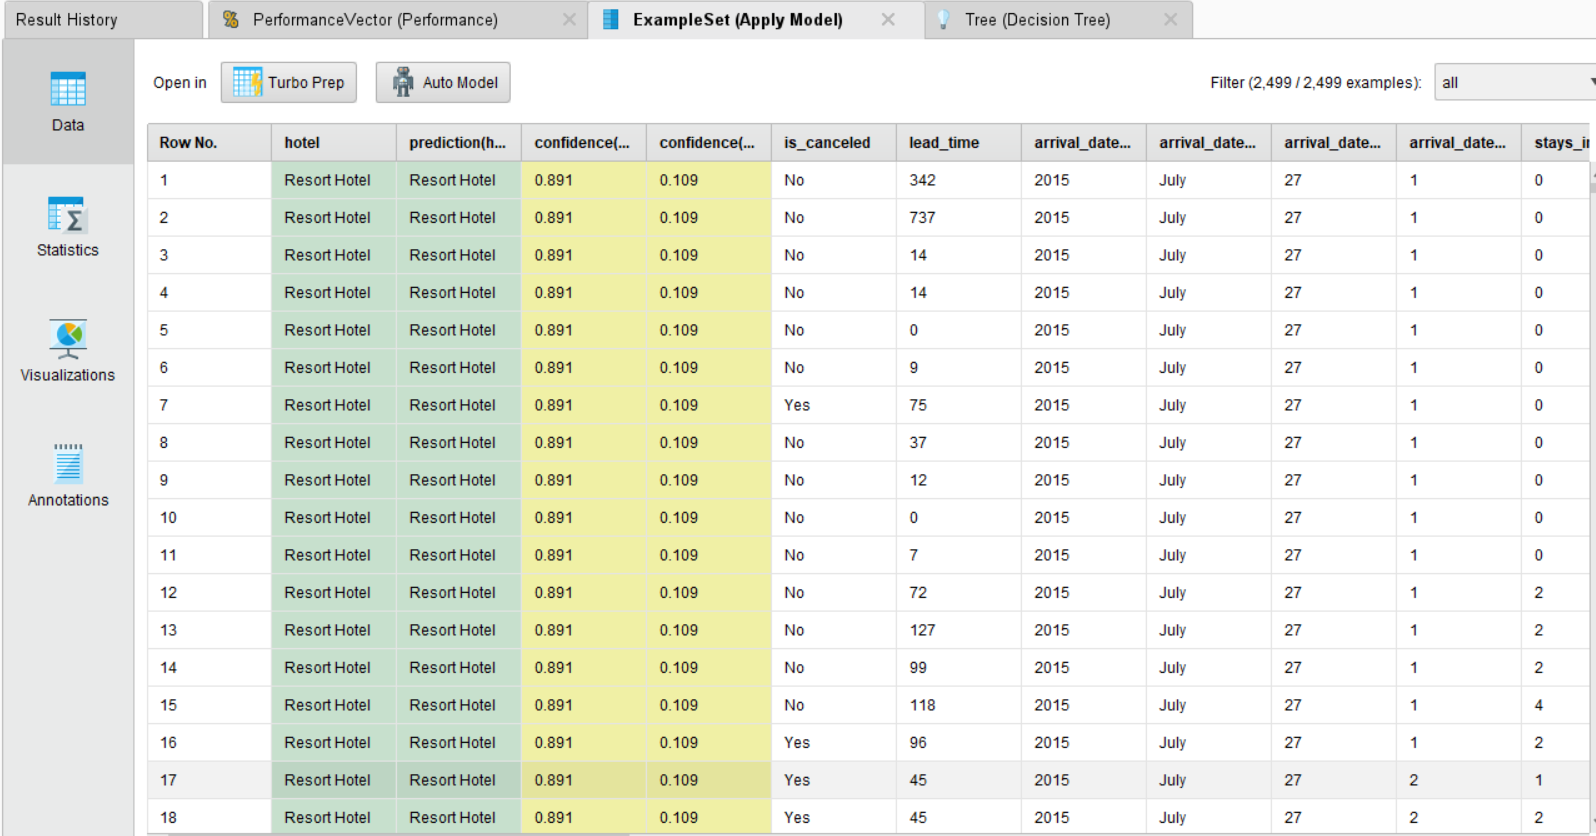 Result History % PerformanceVector (Performance) ExampleSet (Apply Model) Tree (Decision Tree)
Open in Turbo Prep Auto Model Filter (2,499 / 2,499 examples): all
Data
Statistics
Visualizations
Annotations
Row No. hotel prediction(h... confidence(... confidence(... is_canceled lead_time arrival_date... arrival_date... arrival_date... arrival_date... stays_in
1 Resort Hotel Resort Hotel 0.891 0.109 No 342 2015 July 27 1 0
2 Resort Hotel Resort Hotel 0.891 0.109 No 737 2015 July 27 1 0
3 Resort Hotel Resort Hotel 0.891 0.109 No 14 2015 July 27 1 0
4 Resort Hotel Resort Hotel 0.891 0.109 No 14 2015 July 27 1 0
5 Resort Hotel Resort Hotel 0.891 0.109 No 0 2015 July 27 1 0
6 Resort Hotel Resort Hotel 0.891 0.109 No 9 2015 July 27 1 0
7 Resort Hotel Resort Hotel 0.891 0.109 Yes 75 2015 July 27 1 0
8 Resort Hotel Resort Hotel 0.891 0.109 No 37 2015 July 27 1 0
9 Resort Hotel Resort Hotel 0.891 0.109 No 12 2015 July 27 1 0
10 Resort Hotel Resort Hotel 0.891 0.109 No 0 2015 July 27 1 0
11 Resort Hotel Resort Hotel 0.891 0.109 No 7 2015 July 27 1 0
12 Resort Hotel Resort Hotel 0.891 0.109 No 72 2015 July 27 1 2
13 Resort Hotel Resort Hotel 0.891 0.109 No 127 2015 July 27 1 2
14 Resort Hotel Resort Hotel 0.891 0.109 No 99 2015 July 27 1 2
15 Resort Hotel Resort Hotel 0.891 0.109 No 118 2015 July 27 1 4
16 Resort Hotel Resort Hotel 0.891 0.109 Yes 96 2015 July 27 1 2
17 Resort Hotel Resort Hotel 0.891 0.109 Yes 45 2015 July 27 2 1
18 Resort Hotel Resort Hotel 0.891 0.109 Yes 45 2015 July 27 2 2